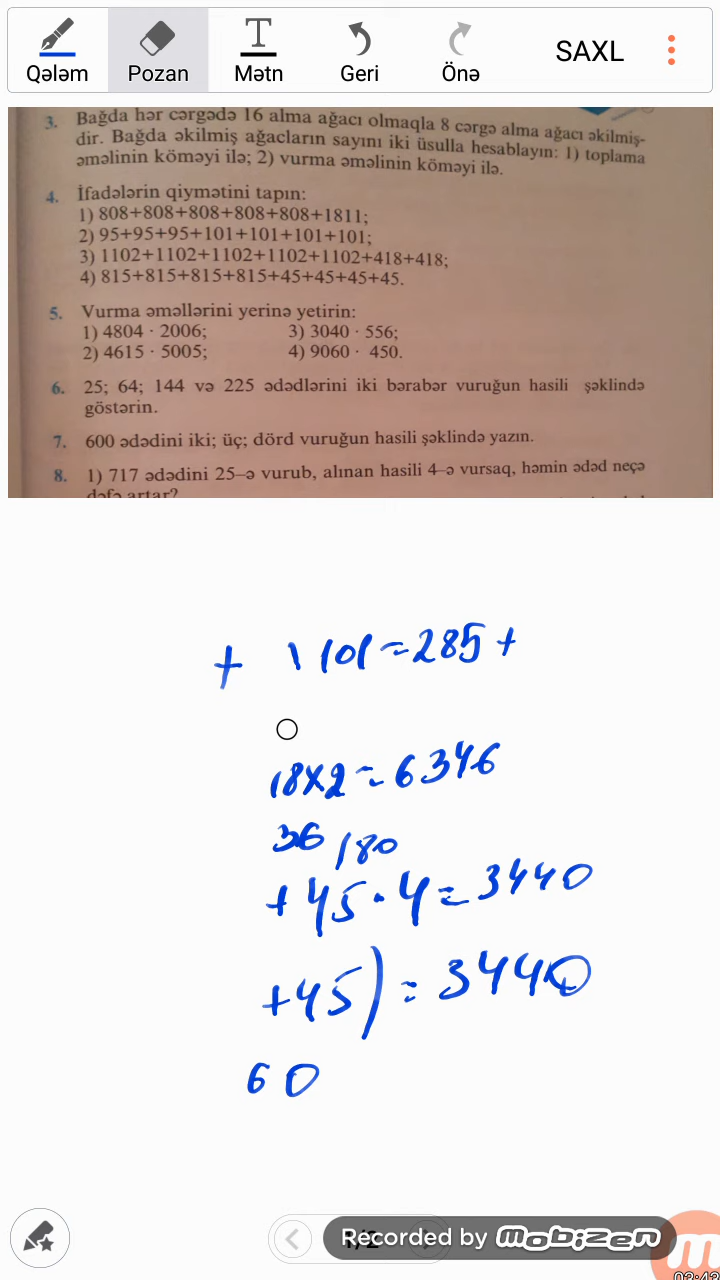 Qələm Pozan Mətn Geri Önə SAXL
3. Bağda hər cərgədə 16 alma ağacı olmaqla 8 cərgə alma ağacı əkilmiş-
dir. Bağda əkilmiş ağacların sayını iki üsulla hesablayın: 1) toplama
əməlinin köməyi ilə; 2) vurma əməlinin köməyi ilə.
4. İfadələrin qiymətini tapın:
1) 808+808+808+808+808+1811;
2) 95+95+95+101+101+101+101;
3) 1102+1102+1102+1102+1102+418+418;
4) 815+815+815+815+45+45+45+45.
5. Vurma əməllərini yerinə yetirin:
1) 4804 · 2006; 3) 3040 · 556;
2) 4615 · 5005; 4) 9060 · 450.
6. 25; 64; 144 və 225 ədədlərini iki bərabər vuruğun hasili şəklində
göstərin.
7. 600 ədədini iki; üç; dörd vuruğun hasili şəklində yazın.
8. 1) 717 ədədini 25–ə vurub, alınan hasili 4–ə vursaq, həmin ədəd neçə
dəfə artar?
+ 101=285+
18×2=6346
36 180
+45·4=3440
+45)=3440
60
Recorded by mobizen